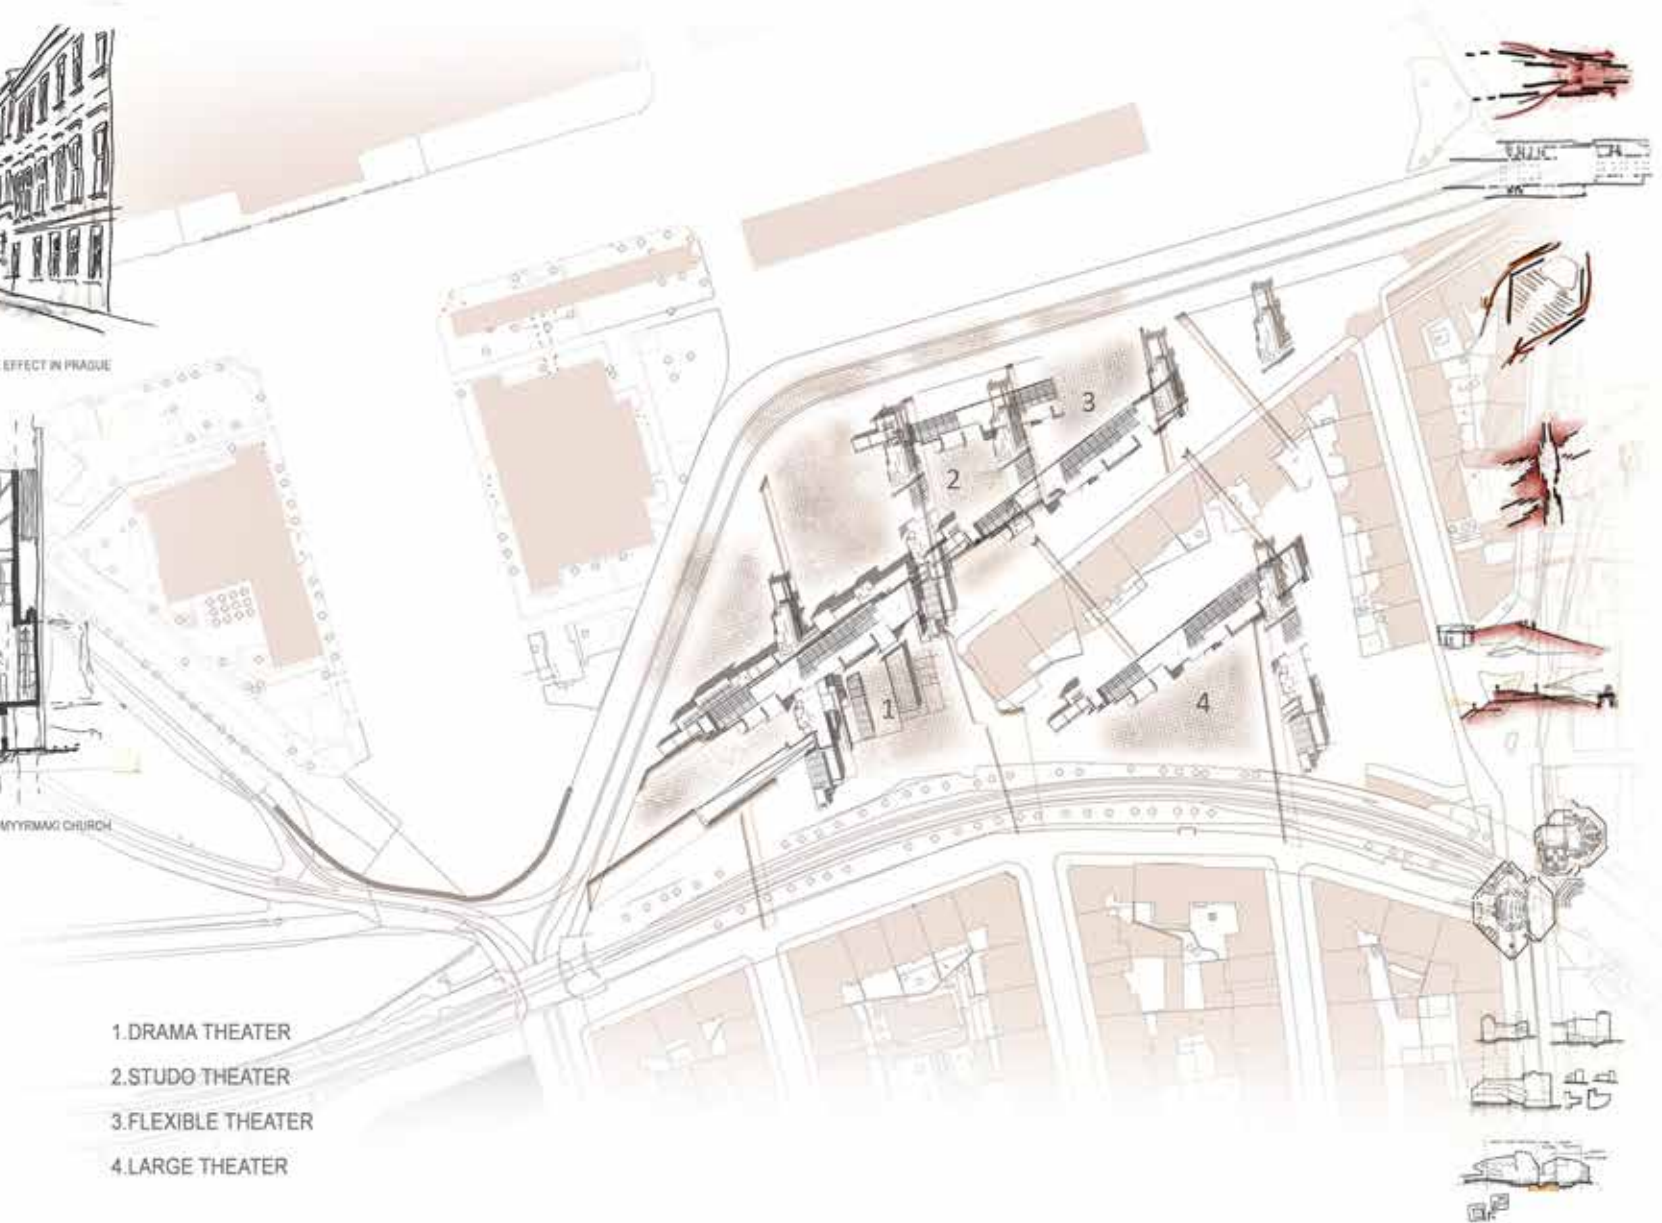 EFFECT IN PRAGUE
3
2
1
4
MYYRMAKI CHURCH
1.DRAMA THEATER
2.STUDO THEATER
3.FLEXIBLE THEATER
4.LARGE THEATER